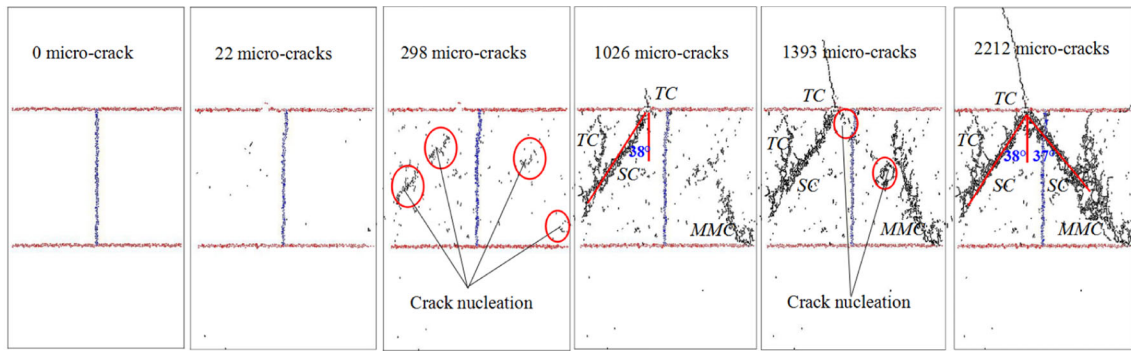 0 micro-crack
22 micro-cracks
298 micro-cracks
Crack nucleation
1026 micro-cracks
TC
TC
38°
SC
MMC
1393 micro-cracks
TC
TC
SC
MMC
Crack nucleation
2212 micro-cracks
TC
TC
38° 37°
SC SC
MMC